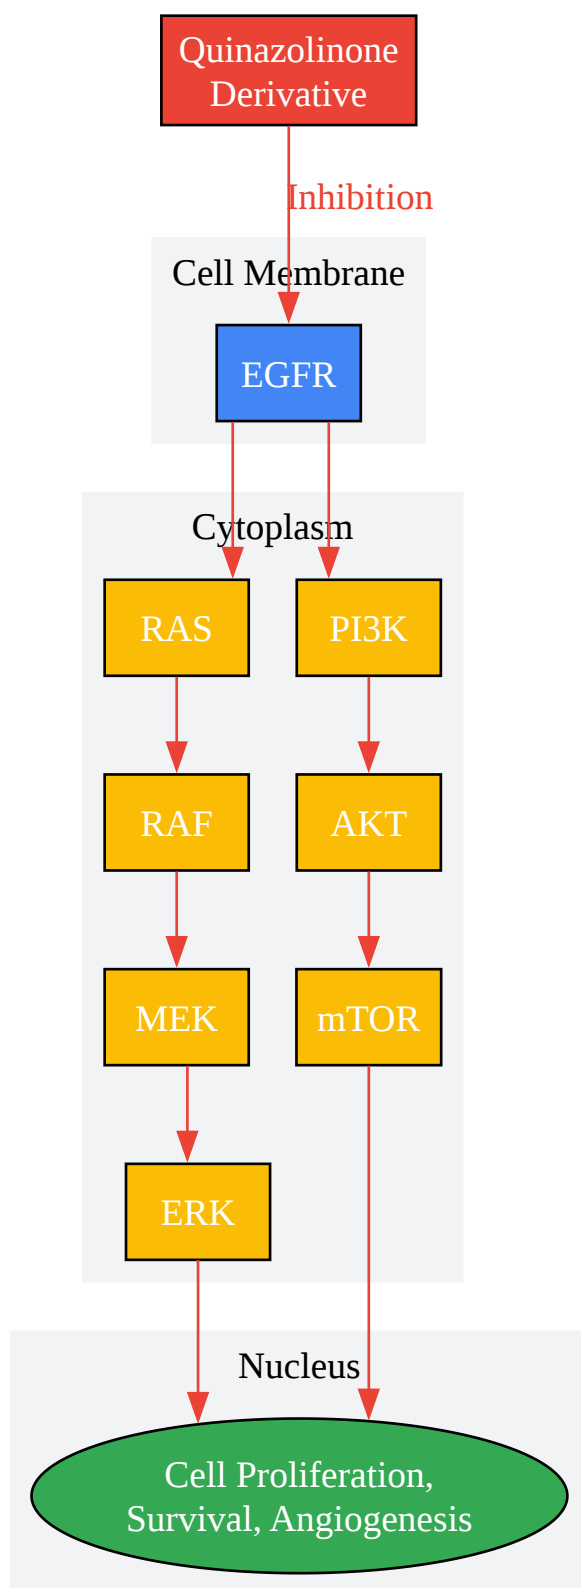 Quinazolinone
Derivative
Inhibition
Cell Membrane
EGFR
Cytoplasm
RAS
PI3K
RAF
AKT
MEK
mTOR
ERK
Nucleus
Cell Proliferation,
Survival, Angiogenesis